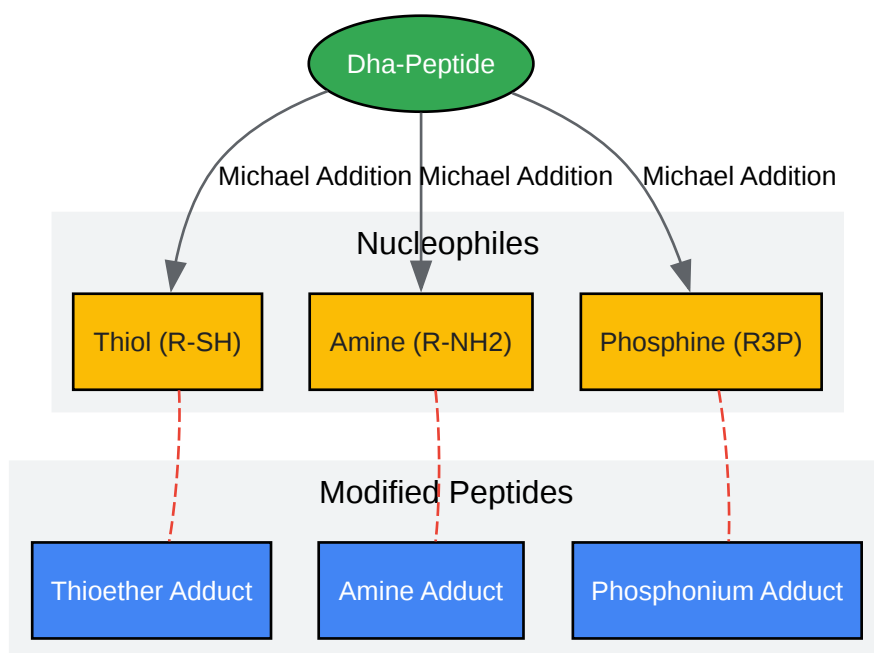 Dha-Peptide
Michael Addition
Michael Addition
Michael Addition
Nucleophiles
Thiol (R-SH)
Amine (R-NH2)
Phosphine (R3P)
Modified Peptides
Thioether Adduct
Amine Adduct
Phosphonium Adduct